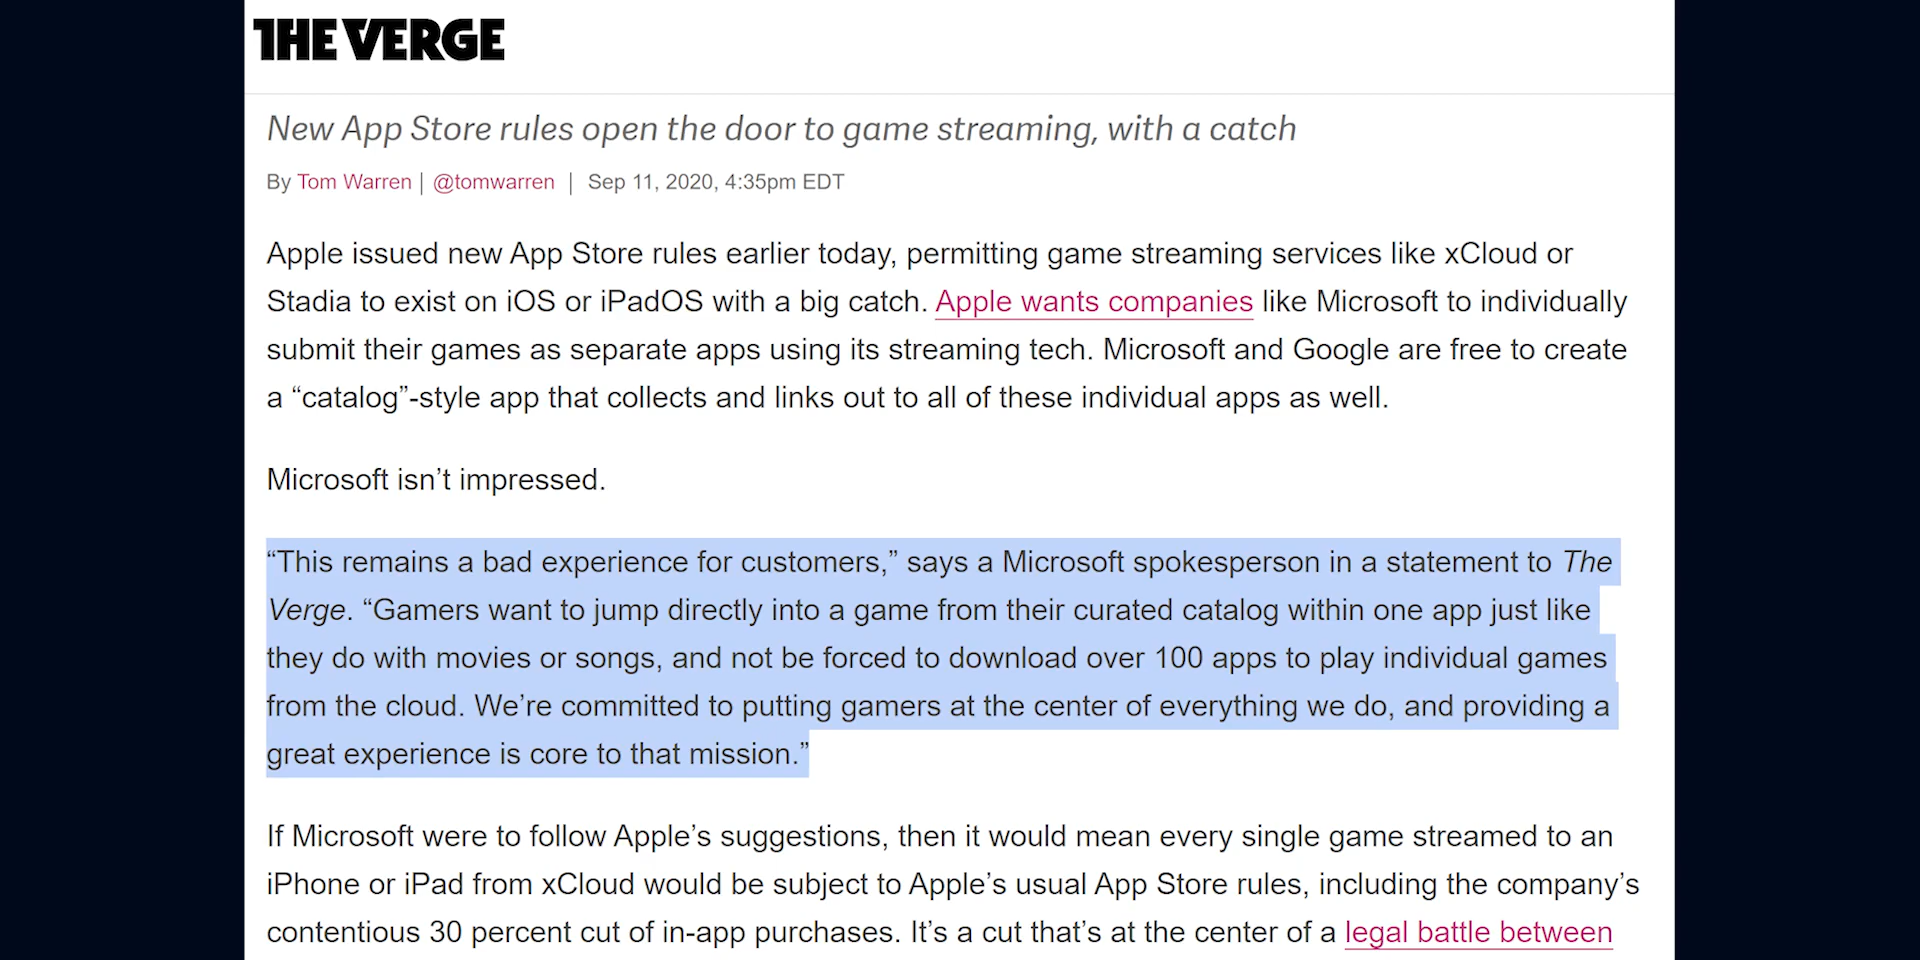 THE VERGE
New App Store rules open the door to game streaming, with a catch
By Tom Warren | @tomwarren | Sep 11, 2020, 4:35pm EDT
Apple issued new App Store rules earlier today, permitting game streaming services like xCloud or
Stadia to exist on iOS or iPadOS with a big catch. Apple wants companies like Microsoft to individually
submit their games as separate apps using its streaming tech. Microsoft and Google are free to create
a “catalog”-style app that collects and links out to all of these individual apps as well.
Microsoft isn’t impressed.
“This remains a bad experience for customers,” says a Microsoft spokesperson in a statement to The
Verge. “Gamers want to jump directly into a game from their curated catalog within one app just like
they do with movies or songs, and not be forced to download over 100 apps to play individual games
from the cloud. We’re committed to putting gamers at the center of everything we do, and providing a
great experience is core to that mission.”
If Microsoft were to follow Apple’s suggestions, then it would mean every single game streamed to an
iPhone or iPad from xCloud would be subject to Apple’s usual App Store rules, including the company’s
contentious 30 percent cut of in-app purchases. It’s a cut that’s at the center of a legal battle between